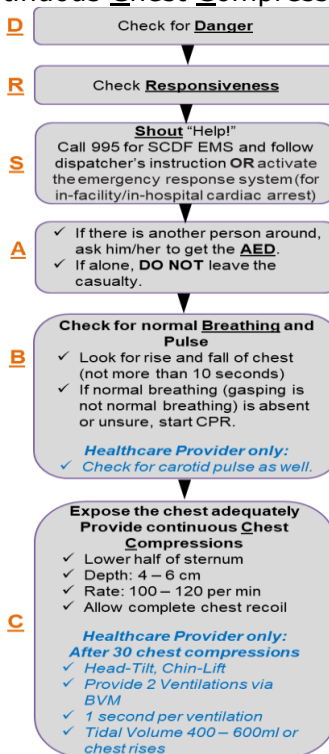 tinuous Chest Compress
D
Check for Danger
R
Check Responsiveness
S
Shout “Help!”
Call 995 for SCDF EMS and follow
dispatcher’s instruction OR activate
the emergency response system (for
in-facility/in-hospital cardiac arrest)
A
✓ If there is another person around,
ask him/her to get the AED.
✓ If alone, DO NOT leave the
casualty.
B
Check for normal Breathing and
Pulse
✓ Look for rise and fall of chest
(not more than 10 seconds)
✓ If normal breathing (gasping is
not normal breathing) is absent
or unsure, start CPR.
Healthcare Provider only:
✓ Check for carotid pulse as well.
C
Expose the chest adequately
Provide continuous Chest
Compressions
✓ Lower half of sternum
✓ Depth: 4 – 6 cm
✓ Rate: 100 – 120 per min
✓ Allow complete chest recoil
Healthcare Provider only:
After 30 chest compressions
✓ Head-Tilt, Chin-Lift
✓ Provide 2 Ventilations via
BVM
✓ 1 second per ventilation
✓ Tidal Volume 400 – 600ml or
chest rises